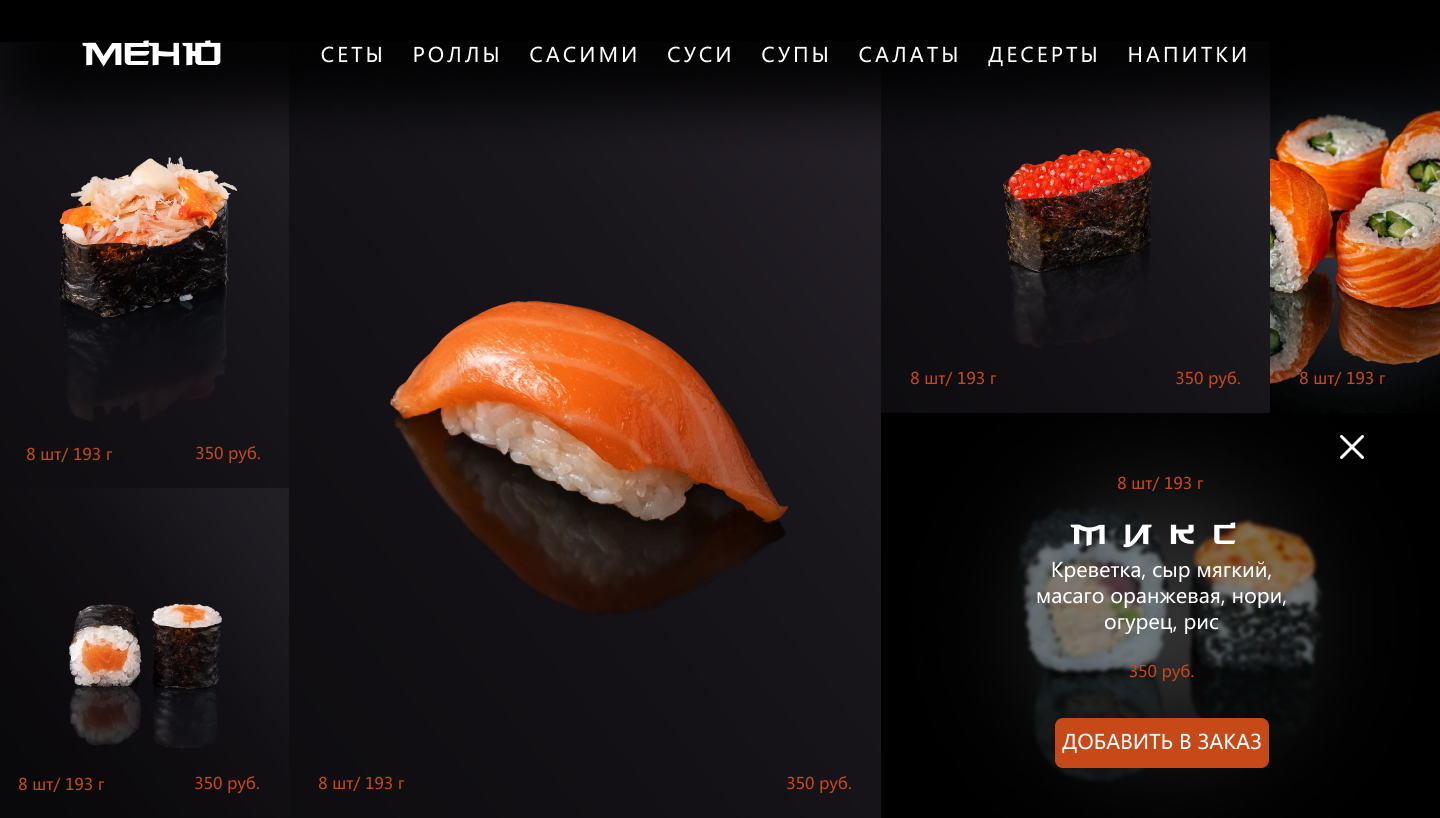 МЕНЮ
СЕТЫ РОЛЛЫ САСИМИ СУСИ СУПЫ САЛАТЫ ДЕСЕРТЫ НАПИТКИ
8 шт/ 193 г 350 руб.
8 шт/ 193 г 350 руб.
8 шт/ 193 г 350 руб.
8 шт/ 193 г 350 руб.
8 шт/ 193 г
8 шт/ 193 г
МИКС
Креветка, сыр мягкий,
масаго оранжевая, нори,
огурец, рис
350 руб.
ДОБАВИТЬ В ЗАКАЗ